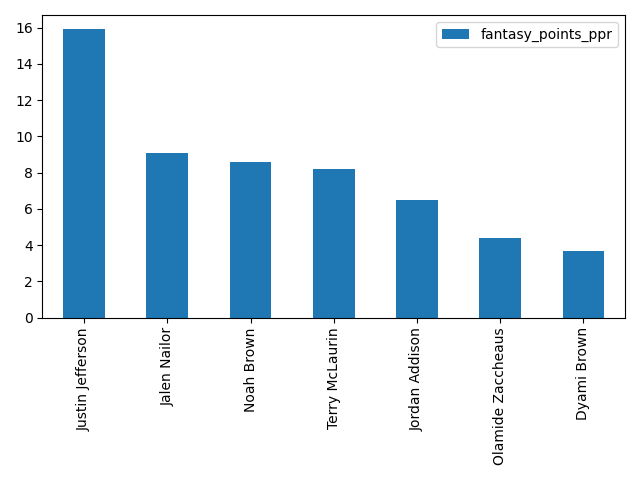 fantasy_points_ppr
16
14
12
10
8
6
4
2
0
Justin Jefferson
Jalen Nailor
Noah Brown
Terry McLaurin
Jordan Addison
Olamide Zaccheaus
Dyami Brown